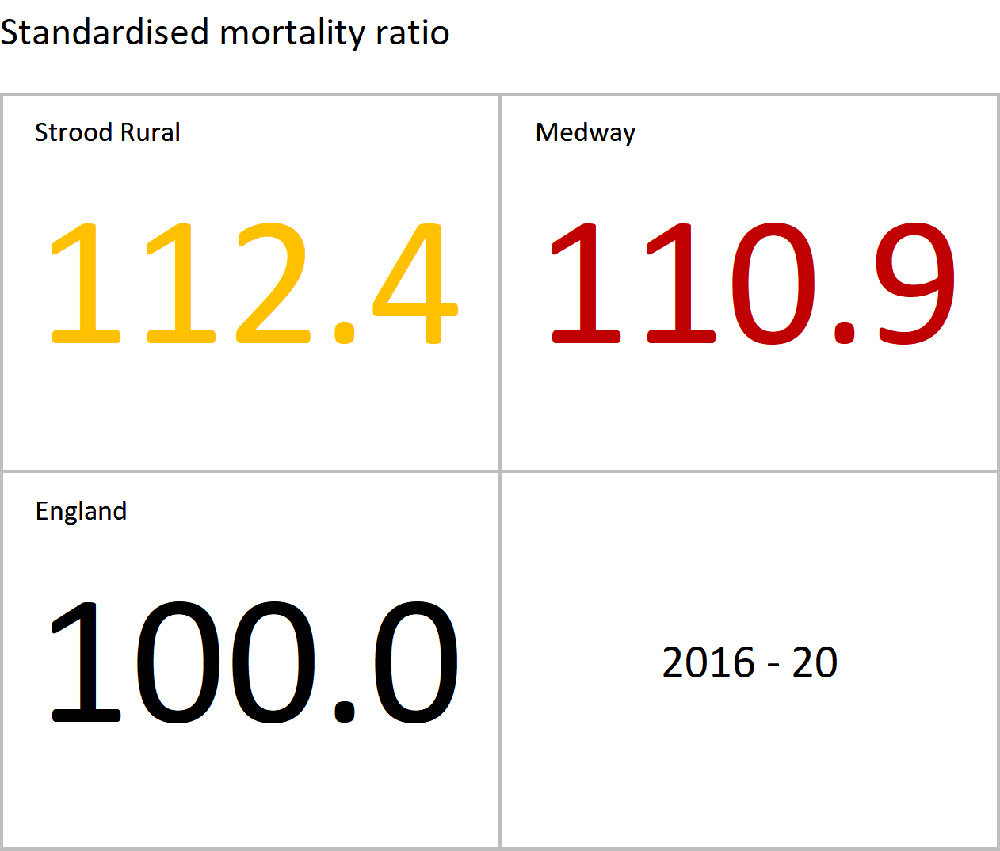 Standardised mortality ratio
Strood Rural
112.4
Medway
110.9
England
100.0
2016 - 20